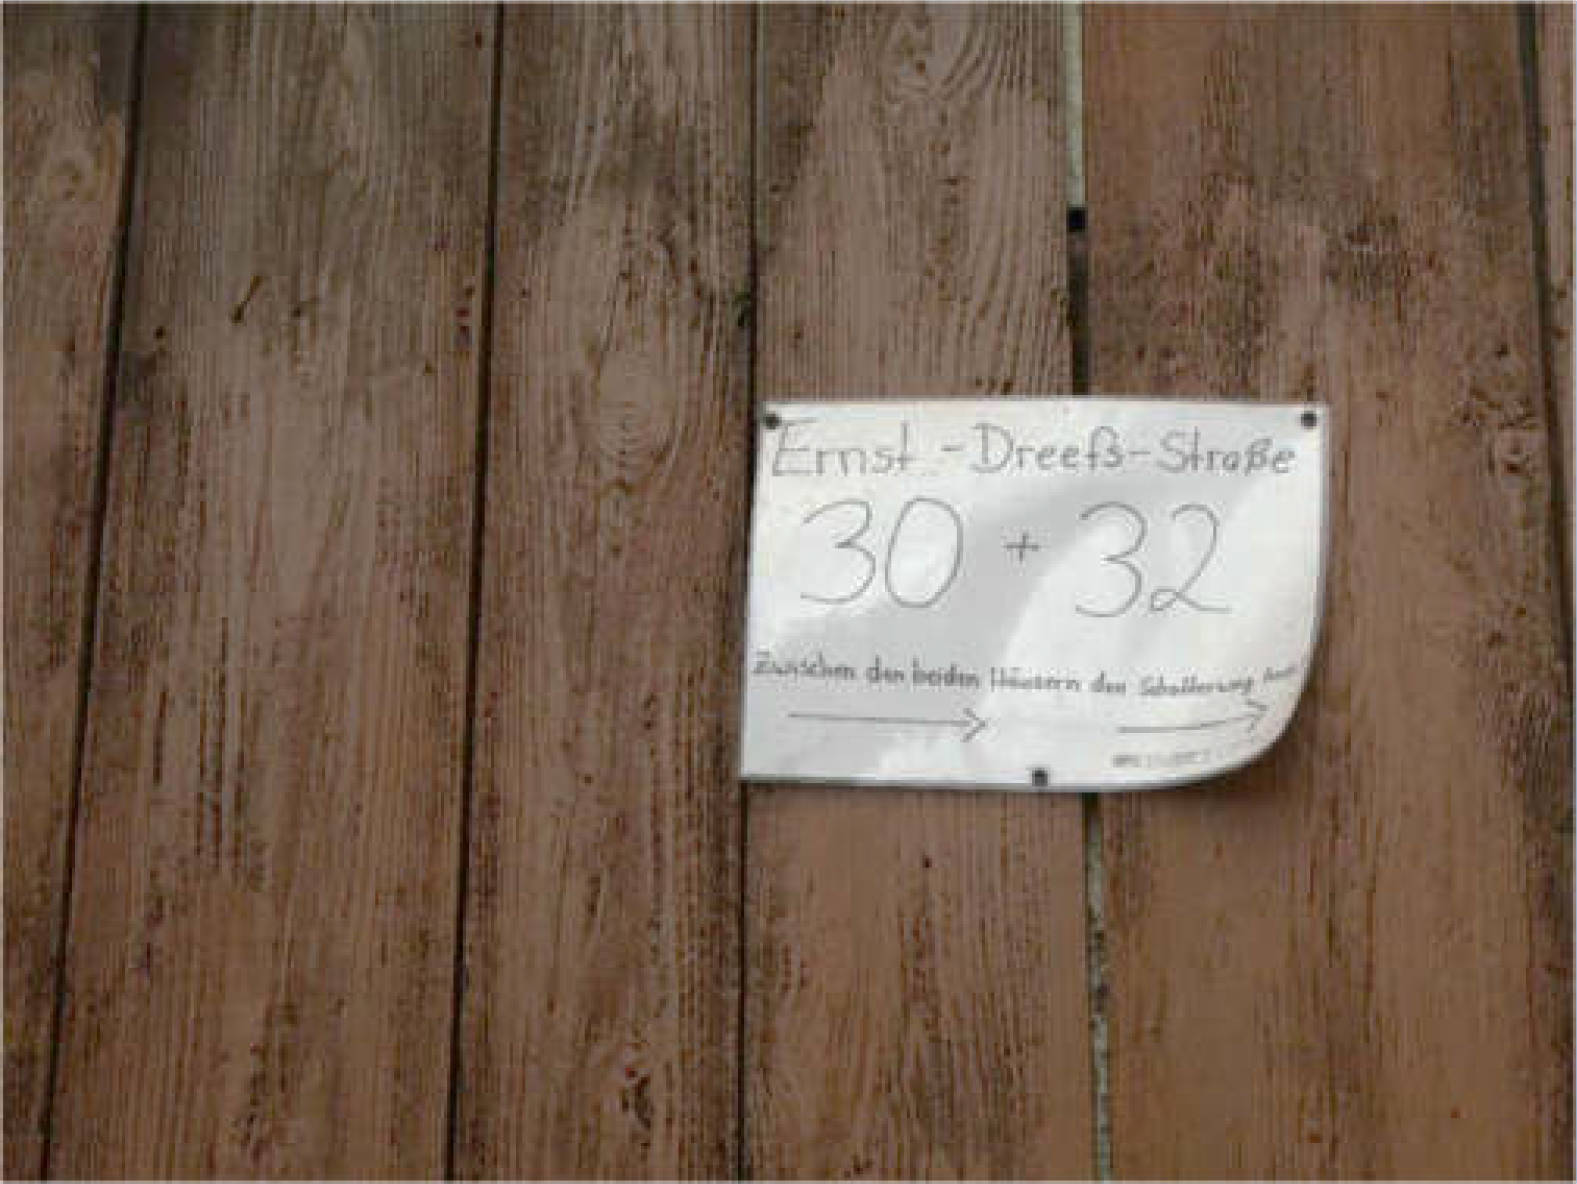 Ernst-Dreefs-Straße
30 + 32
Zwischen den beiden Häusern den Schotterweg